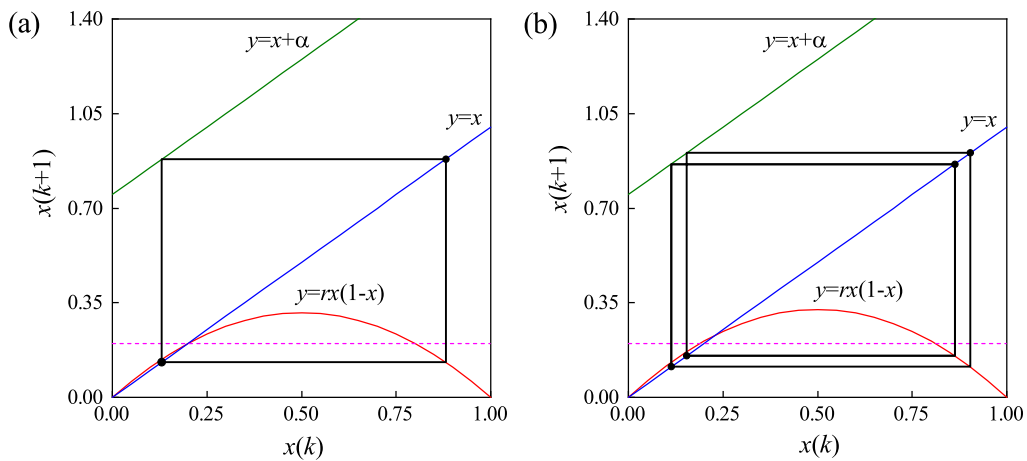 (a)
1.40
1.05
0.70
0.35
0.00
x(k+1)
y=x+α
y=x
y=rx(1-x)
0.00 0.25 0.50 0.75 1.00
x(k)
(b)
1.40
1.05
0.70
0.35
0.00
x(k+1)
y=x+α
y=x
y=rx(1-x)
0.00 0.25 0.50 0.75 1.00
x(k)